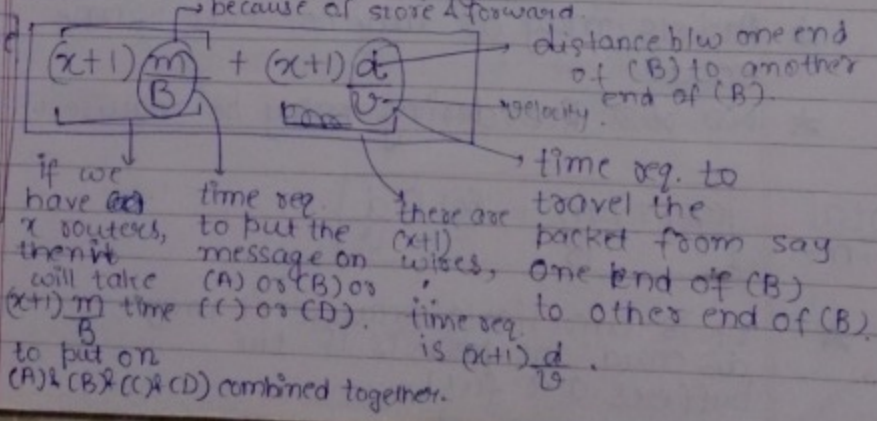 because of store & forward.
(x+1) m/B + (x+1) d/v
distance b/w one end
of (B) to another
end of (B).
velocity.
if we
have x
x routers,
then it
will take
(x+1) m/B time
to put on
(A) & (B) & (C) & (D) combined together.
time req.
to put the
message on
(A) or (B) or
(C) or (D).
there are
(x+1)
wires,
time req.
is (x+1) d/v .
time req. to
travel the
packet from say
one end of (B)
to other end of (B).